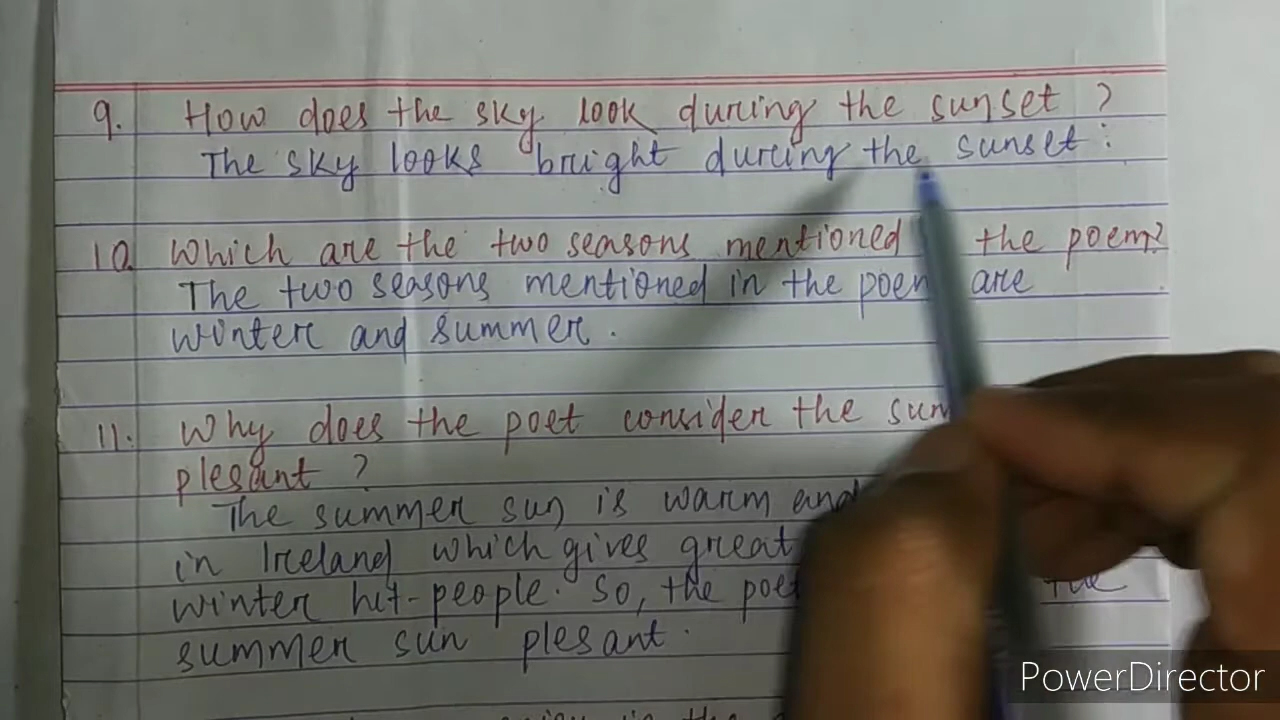 9. How does the sky look during the sunset ?
The sky looks bright during the sunset.
10. Which are the two seasons mentioned the poem?
The two seasons mentioned in the poem are
winter and summer.
11. Why does the poet consider the
plesant ?
The summer sun is warm and
in Ireland which gives great
winter hit-people. So, the the
summer sun plesant.
in the
PowerDirector